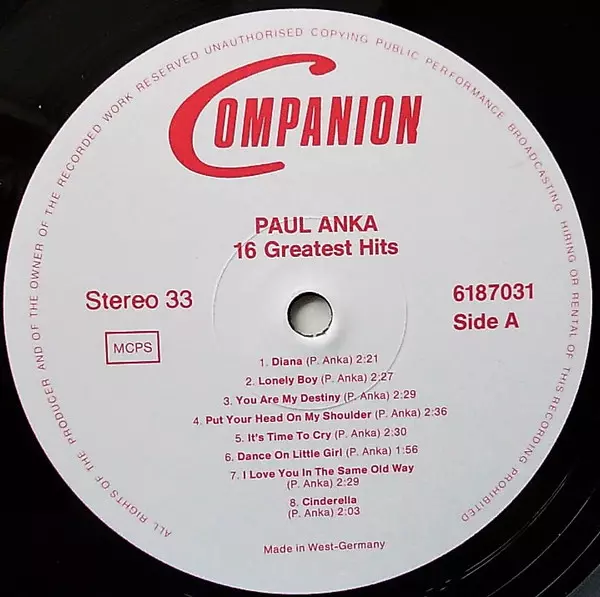 ALL RIGHTS OF THE PRODUCER AND OF THE OWNER OF THE RECORDED WORK RESERVED UNAUTHORISED COPYING PUBLIC PERFORMANCE BROADCASTING HIRING OR RENTAL OF THIS RECORDING PROHIBITED
COMPANION
PAUL ANKA
16 Greatest Hits
Stereo 33
6187031
MCPS
Side A
1. Diana (P. Anka) 2:21
2. Lonely Boy (P. Anka) 2:27
3. You Are My Destiny (P. Anka) 2:29
4. Put Your Head On My Shoulder (P. Anka) 2:36
5. It's Time To Cry (P. Anka) 2:30
6. Dance On Little Girl (P. Anka) 1:56
7. I Love You In The Same Old Way
(P. Anka) 2:29
8. Cinderella
(P. Anka) 2:03
Made in West-Germany